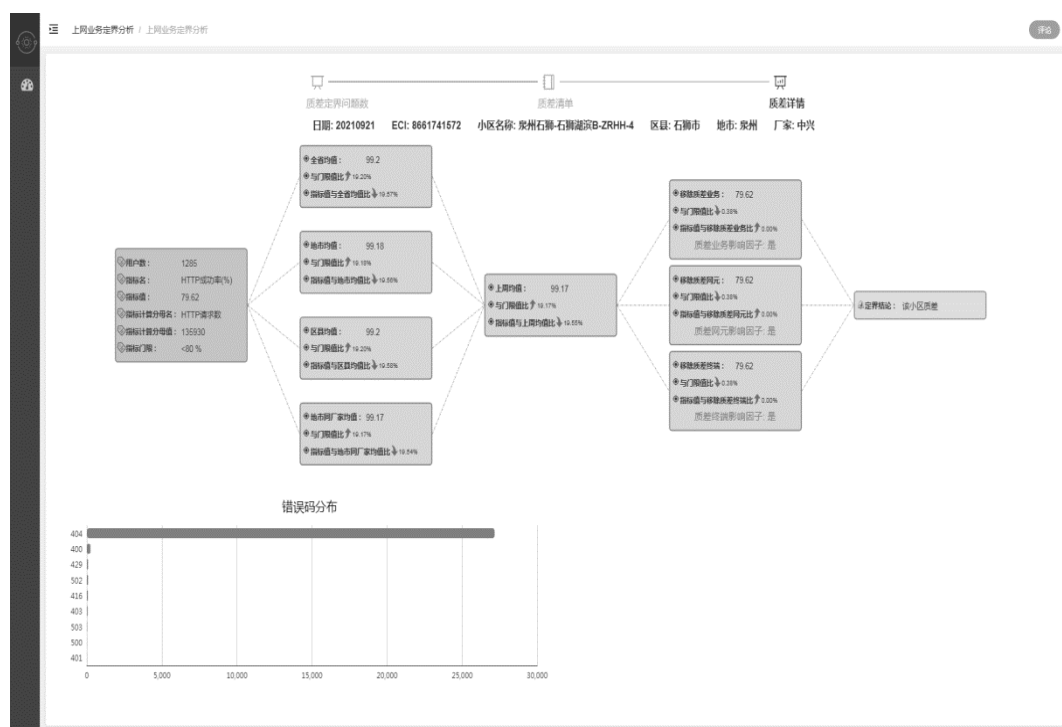 上网业务定界分析 / 上网业务定界分析
评论
质差定界问题数
质差清单
质差详情
日期: 20210921 ECI: 8661741572 小区名称: 泉州石狮-石狮湖滨B-ZRHH-4 区县: 石狮市 地市: 泉州 厂家: 中兴
用户数: 1285
指标名: HTTP成功率(%)
指标值: 79.62
指标计算分母名: HTTP请求数
指标计算分母值: 135930
指标门限: <80 %
全省均值: 99.2
与门限值比 19.20%
指标值与全省均值比 19.57%
地市均值: 99.18
与门限值比 19.18%
指标值与地市均值比 19.56%
区县均值: 99.2
与门限值比 19.20%
指标值与区县均值比 19.58%
地市同厂家均值: 99.17
与门限值比 19.17%
指标值与地市同厂家均值比 19.54%
上周均值: 99.17
与门限值比 19.17%
指标值与上周均值比 19.55%
移除质差业务: 79.62
与门限值比 0.38%
指标值与移除质差业务比 0.00%
质差业务影响因子: 是
移除质差网元: 79.62
与门限值比 0.38%
指标值与移除质差网元比 0.00%
质差网元影响因子: 是
移除质差终端: 79.62
与门限值比 0.38%
指标值与移除质差终端比 0.00%
质差终端影响因子: 是
定界结论: 该小区质差
错误码分布
404
400
429
502
416
403
503
500
401
0 5,000 10,000 15,000 20,000 25,000 30,000